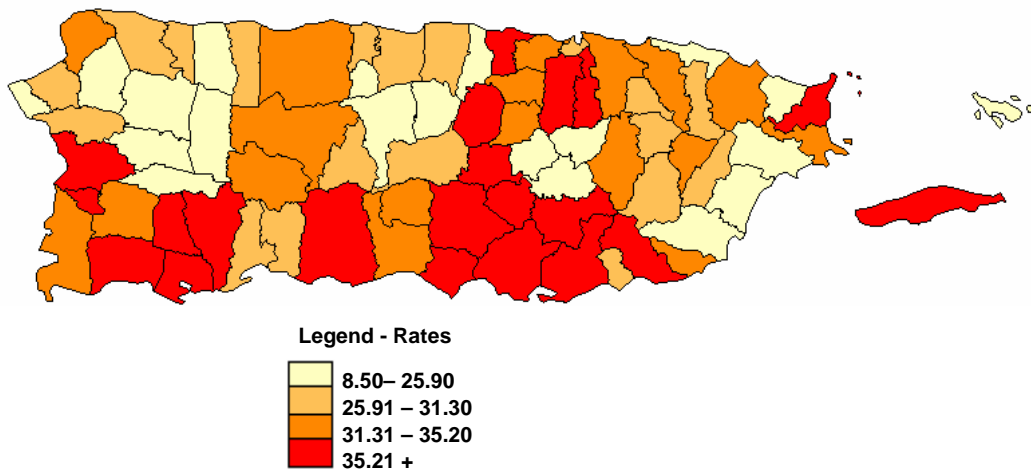 Legend - Rates
8.50– 25.90
25.91 – 31.30
31.31 – 35.20
35.21 +